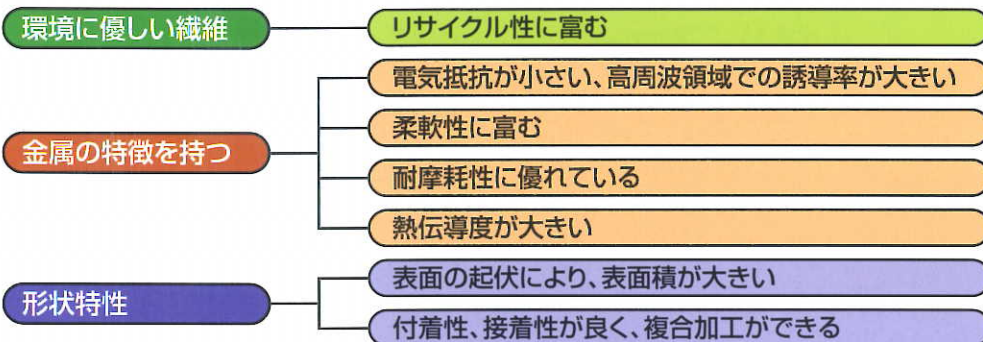 環境に優しい繊維
リサイクル性に富む
金属の特徴を持つ
電気抵抗が小さい、高周波領域での誘導率が大きい
柔軟性に富む
耐摩耗性に優れている
熱伝導度が大きい
形状特性
表面の起伏により、表面積が大きい
付着性、接着性が良く、複合加工ができる